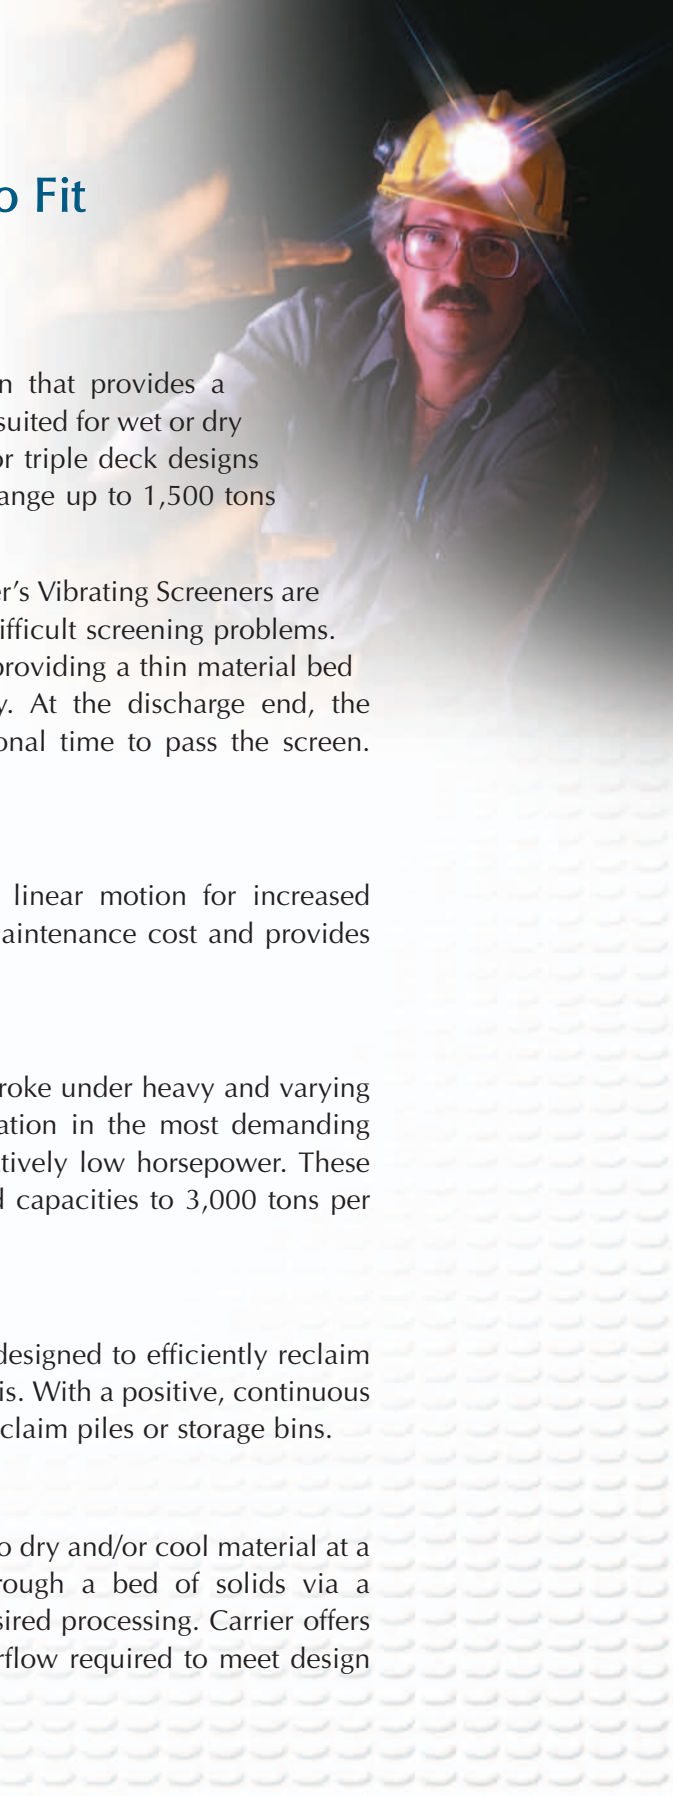 o Fit
n that provides a
suited for wet or dry
or triple deck designs
ange up to 1,500 tons
er’s Vibrating Screeners are
ifficult screening problems.
providing a thin material bed
y. At the discharge end, the
onal time to pass the screen.
linear motion for increased
aintenance cost and provides
roke under heavy and varying
ation in the most demanding
tively low horsepower. These
d capacities to 3,000 tons per
designed to efficiently reclaim
is. With a positive, continuous
claim piles or storage bins.
o dry and/or cool material at a
rough a bed of solids via a
sired processing. Carrier offers
rflow required to meet design